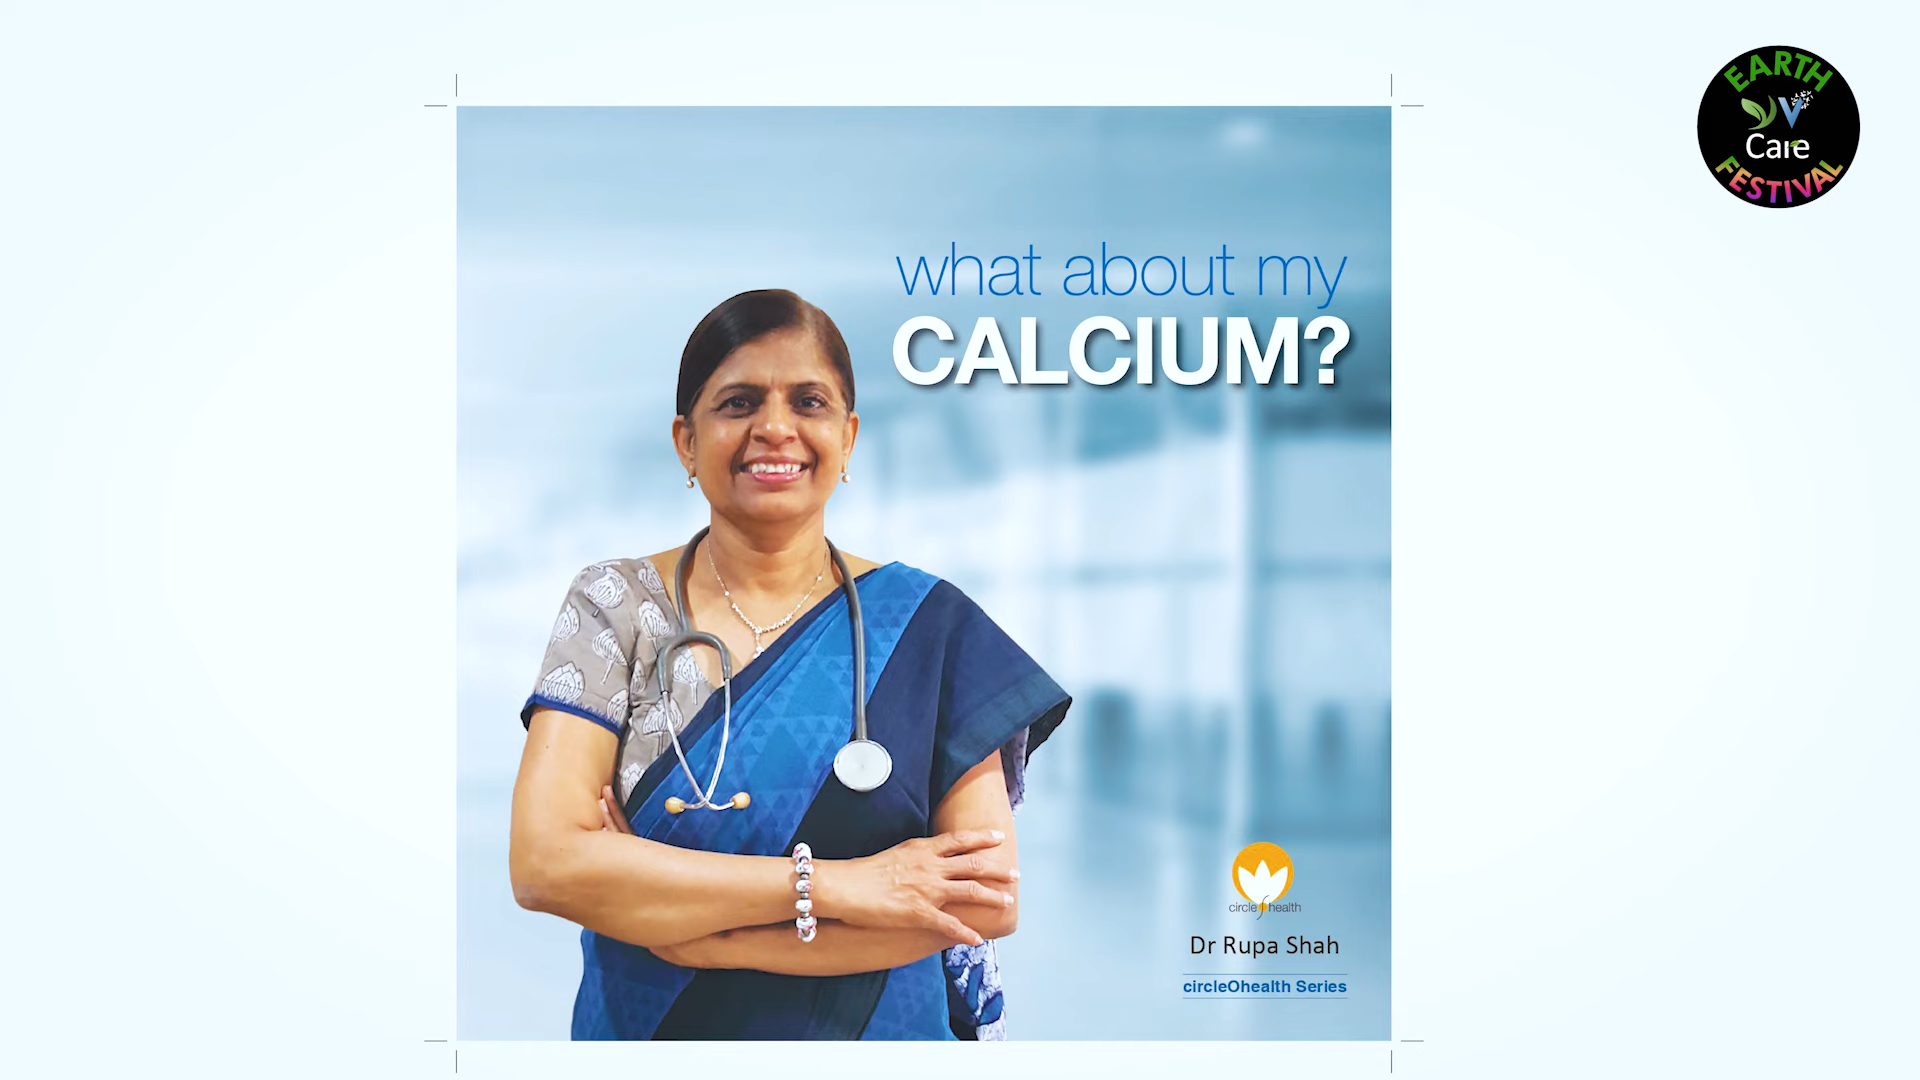 EARTH
V
Care
FESTIVAL
what about my
CALCIUM?
circle health
Dr Rupa Shah
circleOhealth Series